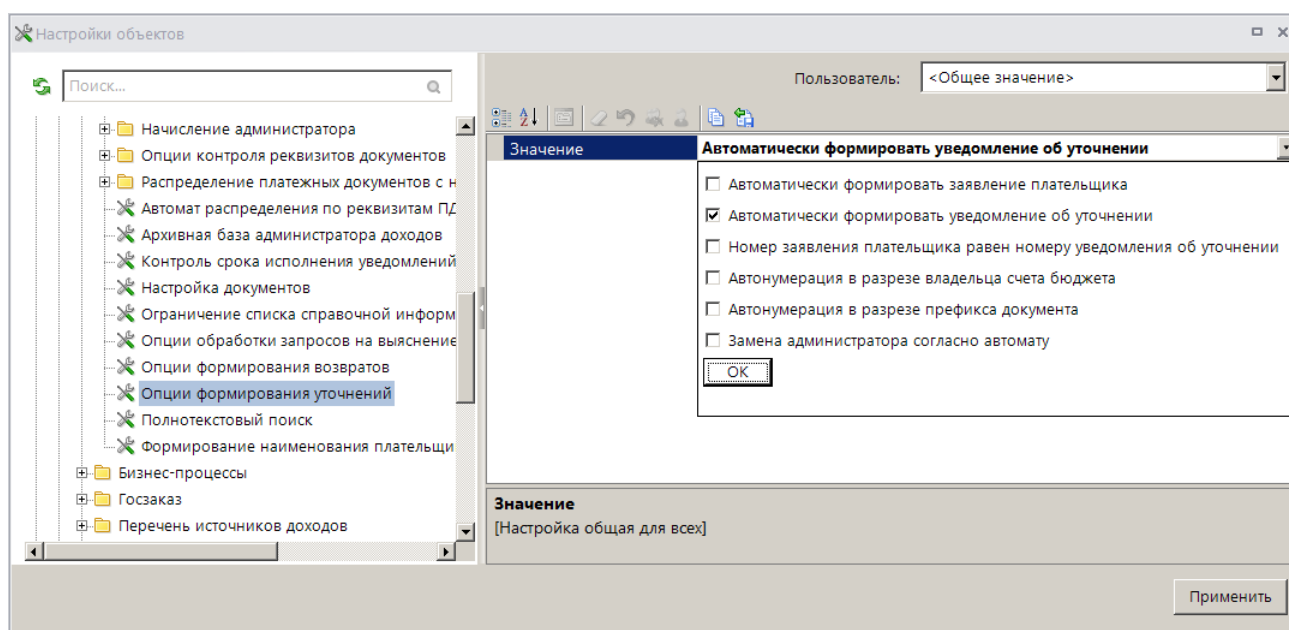 Настройки объектов
Поиск...
Пользователь: <Общее значение>
Начисление администратора
Опции контроля реквизитов документов
Распределение платежных документов с н
Автомат распределения по реквизитам ПД
Архивная база администратора доходов
Контроль срока исполнения уведомлений
Настройка документов
Ограничение списка справочной информ
Опции обработки запросов на выяснение
Опции формирования возвратов
Опции формирования уточнений
Полнотекстовый поиск
Формирование наименования плательщи
Бизнес-процессы
Госзаказ
Перечень источников доходов
Значение Автоматически формировать уведомление об уточнении
Автоматически формировать заявление плательщика
Автоматически формировать уведомление об уточнении
Номер заявления плательщика равен номеру уведомления об уточнении
Автонумерация в разрезе владельца счета бюджета
Автонумерация в разрезе префикса документа
Замена администратора согласно автомату
ОК
Значение
[Настройка общая для всех]
Применить